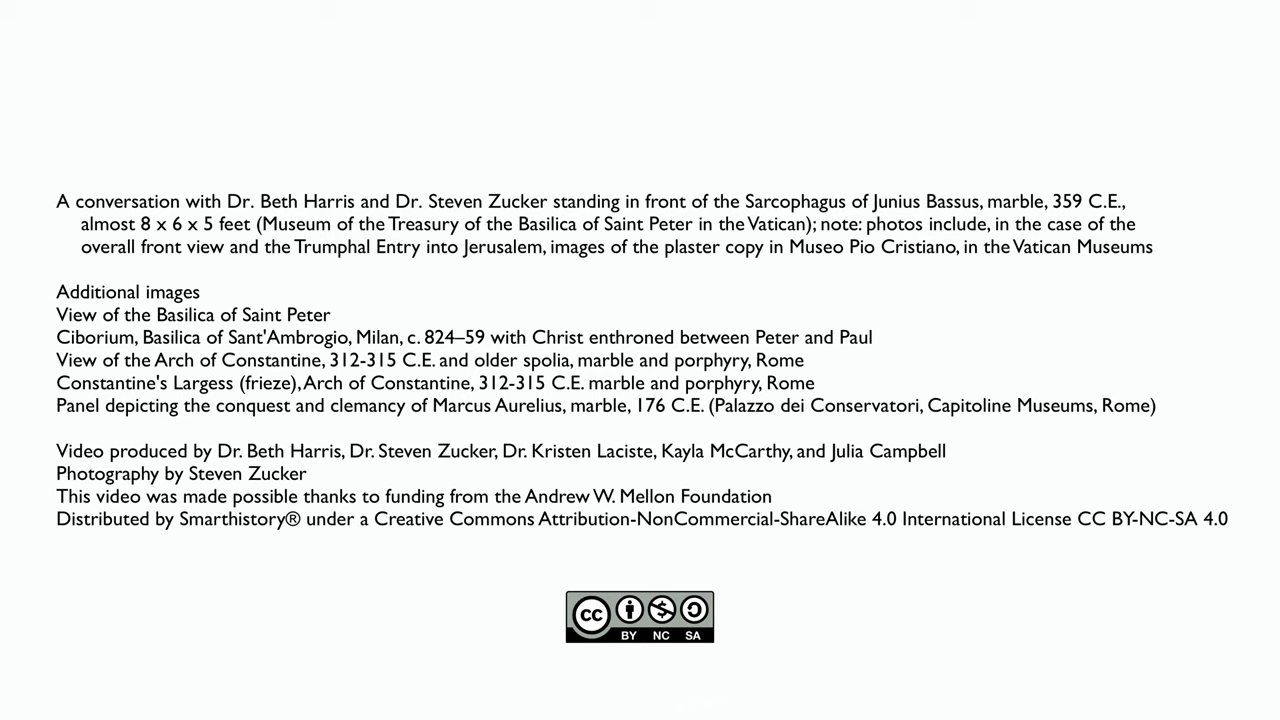 A conversation with Dr. Beth Harris and Dr. Steven Zucker standing in front of the Sarcophagus of Junius Bassus, marble, 359 C.E.,
almost 8 x 6 x 5 feet (Museum of the Treasury of the Basilica of Saint Peter in the Vatican); note: photos include, in the case of the
overall front view and the Trumphal Entry into Jerusalem, images of the plaster copy in Museo Pio Cristiano, in the Vatican Museums
Additional images
View of the Basilica of Saint Peter
Ciborium, Basilica of Sant'Ambrogio, Milan, c. 824–59 with Christ enthroned between Peter and Paul
View of the Arch of Constantine, 312-315 C.E. and older spolia, marble and porphyry, Rome
Constantine's Largess (frieze), Arch of Constantine, 312-315 C.E. marble and porphyry, Rome
Panel depicting the conquest and clemancy of Marcus Aurelius, marble, 176 C.E. (Palazzo dei Conservatori, Capitoline Museums, Rome)
Video produced by Dr. Beth Harris, Dr. Steven Zucker, Dr. Kristen Laciste, Kayla McCarthy, and Julia Campbell
Photography by Steven Zucker
This video was made possible thanks to funding from the Andrew W. Mellon Foundation
Distributed by Smarthistory® under a Creative Commons Attribution-NonCommercial-ShareAlike 4.0 International License CC BY-NC-SA 4.0
cc
BY NC SA